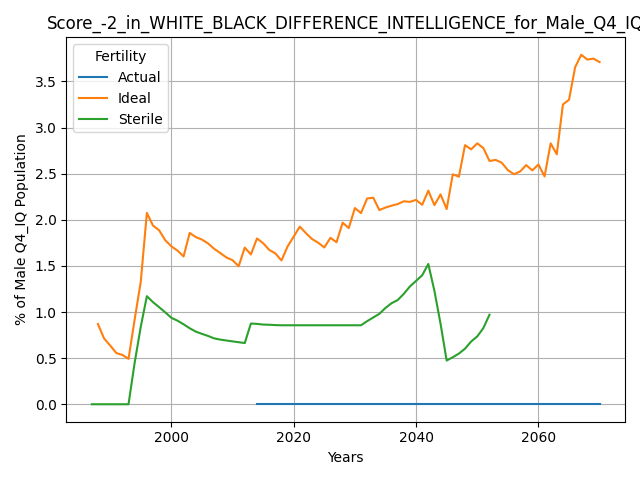 Score_-2_in_WHITE_BLACK_DIFFERENCE_INTELLIGENCE_for_Male_Q4_IQ
Fertility
Actual
Ideal
Sterile
% of Male Q4_IQ Population
3.5
3.0
2.5
2.0
1.5
1.0
0.5
0.0
2000 2020 2040 2060
Years